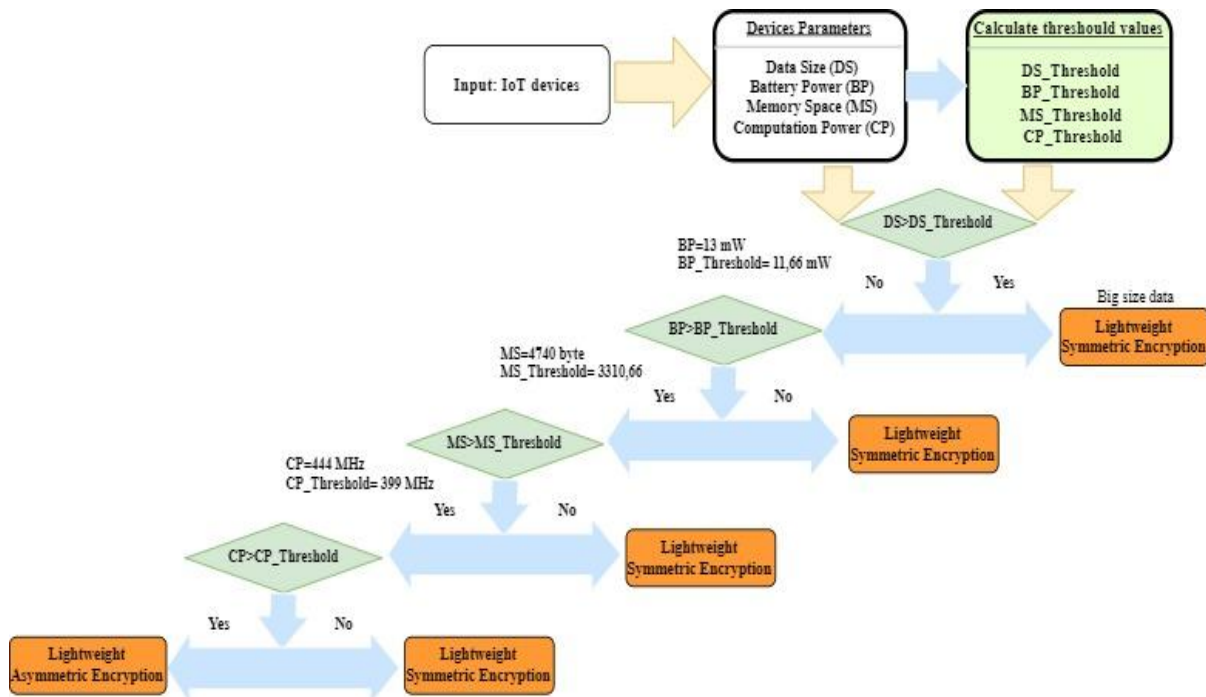 Input: IoT devices
Devices Parameters
Data Size (DS)
Battery Power (BP)
Memory Space (MS)
Computation Power (CP)
Calculate threshould values
DS_Threshold
BP_Threshold
MS_Threshold
CP_Threshold
DS>DS_Threshold
BP=13 mW
BP_Threshold= 11,66 mW
No
Yes
Big size data
Lightweight
Symmetric Encryption
BP>BP_Threshold
MS=4740 byte
MS_Threshold= 3310,66
Yes
No
Lightweight
Symmetric Encryption
MS>MS_Threshold
CP=444 MHz
CP_Threshold= 399 MHz
Yes
No
Lightweight
Symmetric Encryption
CP>CP_Threshold
Yes
No
Lightweight
Asymmetric Encryption
Lightweight
Symmetric Encryption